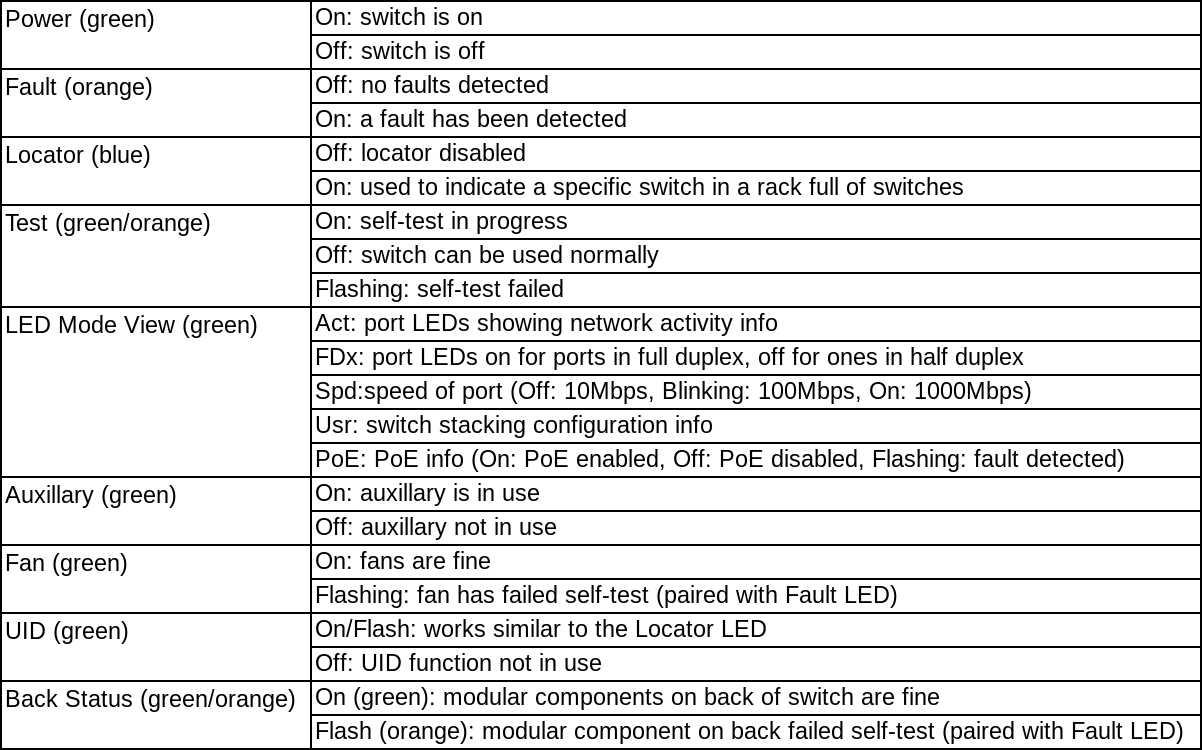 Power (green)
On: switch is on
Off: switch is off
Fault (orange)
Off: no faults detected
On: a fault has been detected
Locator (blue)
Off: locator disabled
On: used to indicate a specific switch in a rack full of switches
Test (green/orange)
On: self-test in progress
Off: switch can be used normally
Flashing: self-test failed
LED Mode View (green)
Act: port LEDs showing network activity info
FDx: port LEDs on for ports in full duplex, off for ones in half duplex
Spd:speed of port (Off: 10Mbps, Blinking: 100Mbps, On: 1000Mbps)
Usr: switch stacking configuration info
PoE: PoE info (On: PoE enabled, Off: PoE disabled, Flashing: fault detected)
Auxillary (green)
On: auxillary is in use
Off: auxillary not in use
Fan (green)
On: fans are fine
Flashing: fan has failed self-test (paired with Fault LED)
UID (green)
On/Flash: works similar to the Locator LED
Off: UID function not in use
Back Status (green/orange)
On (green): modular components on back of switch are fine
Flash (orange): modular component on back failed self-test (paired with Fault LED)